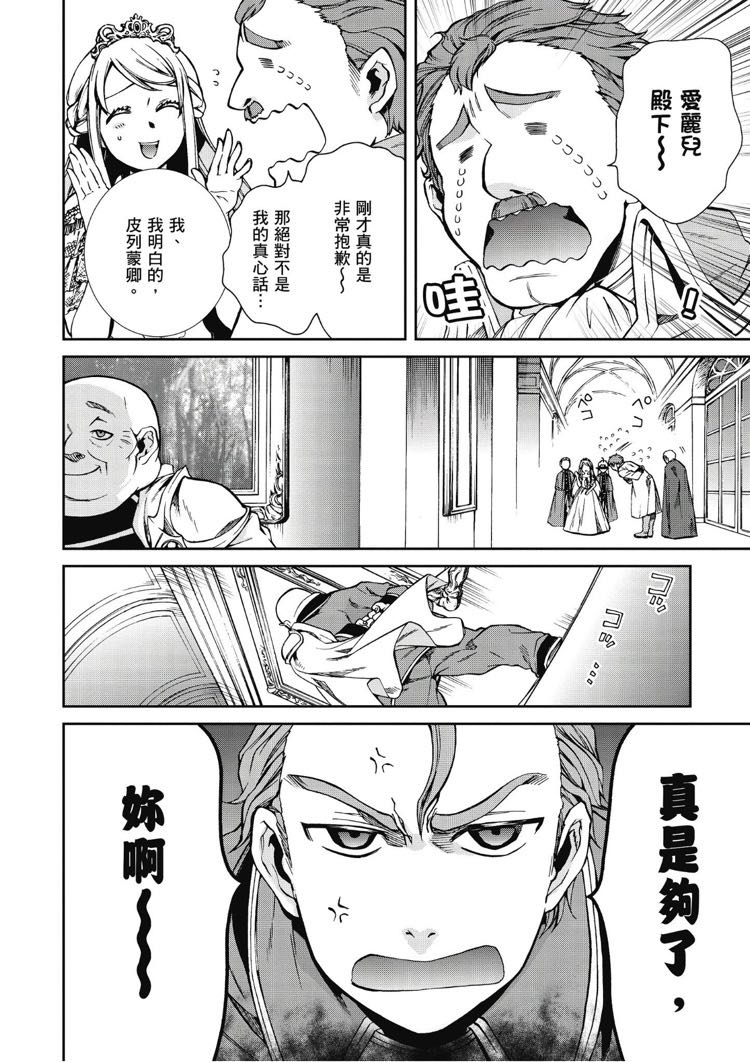 愛麗兒
殿下～
哇
！
剛才真的是
非常抱歉～
那絕對不是
我的真心話…
我、
我明白的，
皮列蒙卿。
ペコ
ペコ
コツ…
コツ…
真是夠了，
妳啊～～